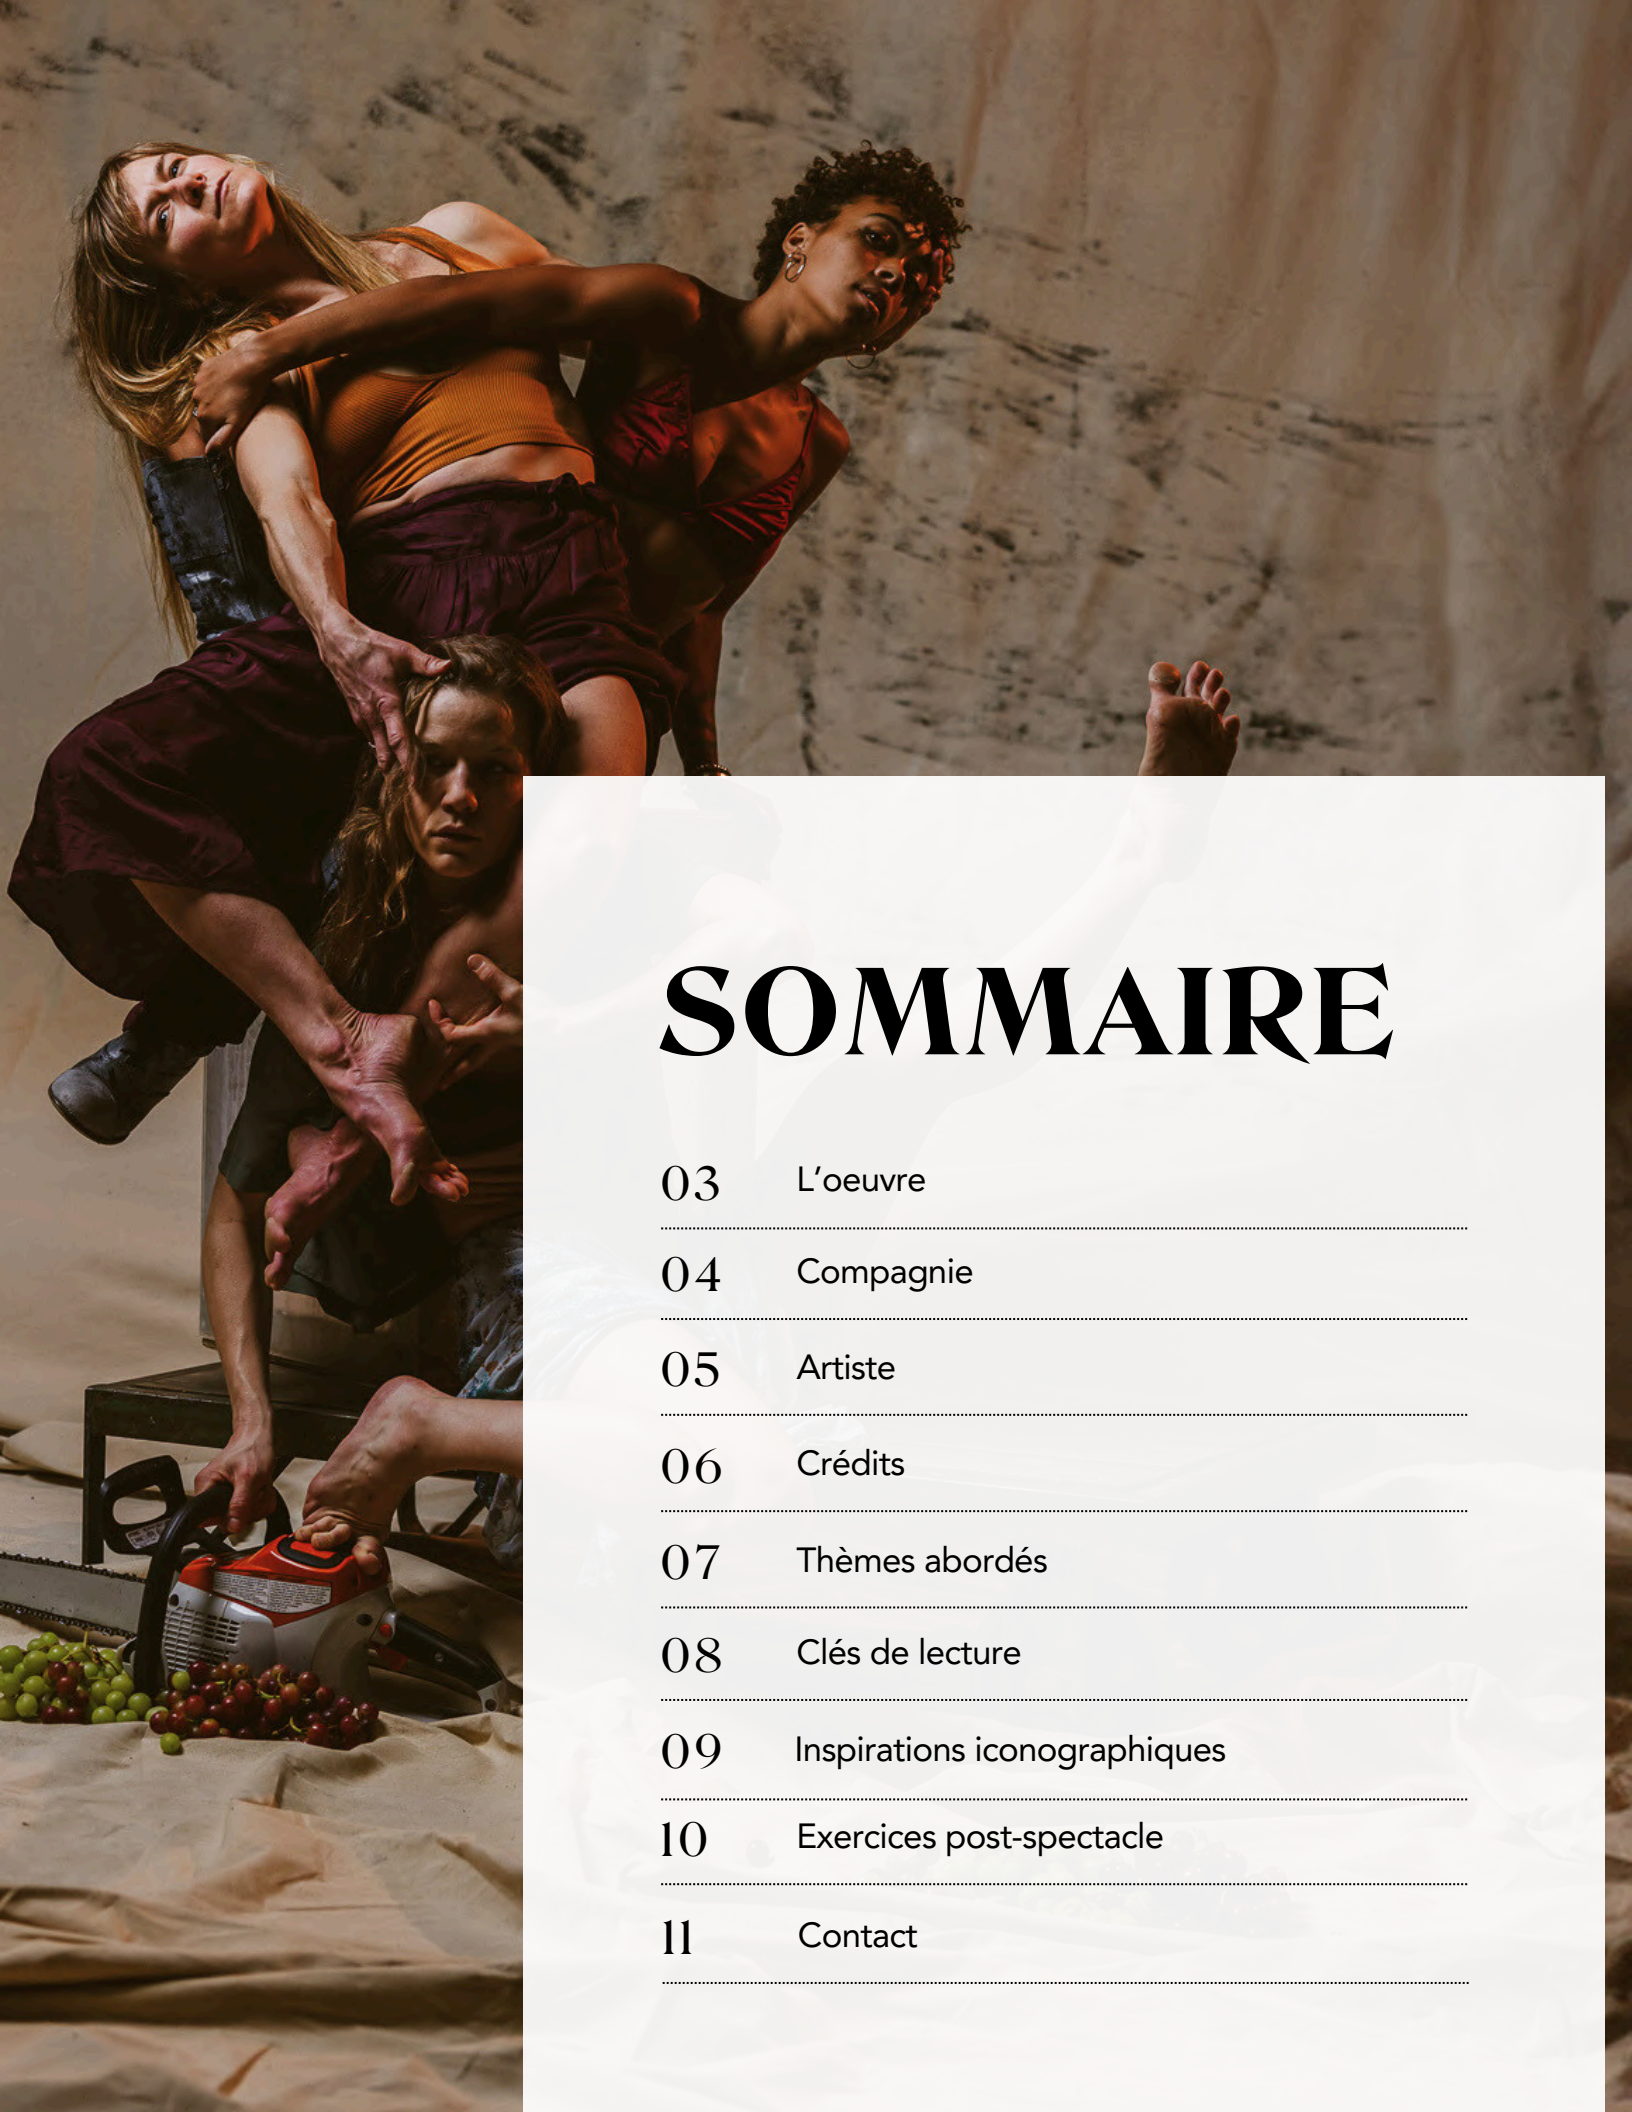 SOMMAIRE
03 L’oeuvre
04 Compagnie
05 Artiste
06 Crédits
07 Thèmes abordés
08 Clés de lecture
09 Inspirations iconographiques
10 Exercices post-spectacle
11 Contact